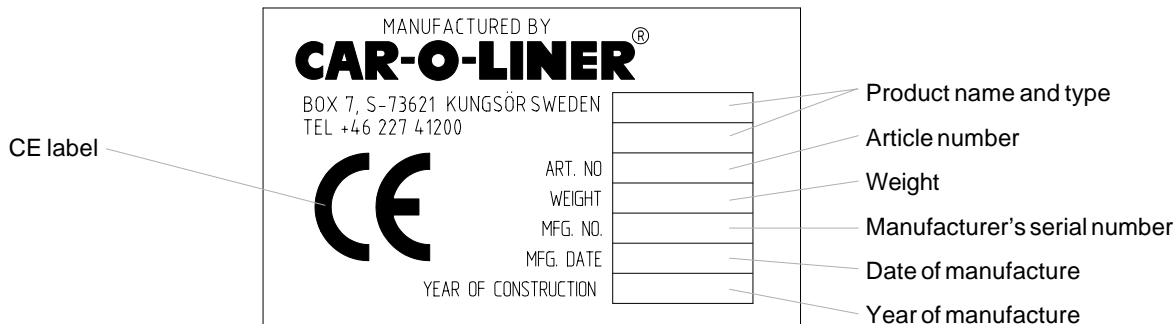 MANUFACTURED BY
CAR-O-LINER®
BOX 7, S-73621 KUNGSÖR SWEDEN
TEL +46 227 41200
CE label
CE
ART. NO
WEIGHT
MFG. NO.
MFG. DATE
YEAR OF CONSTRUCTION
Product name and type
Article number
Weight
Manufacturer's serial number
Date of manufacture
Year of manufacture